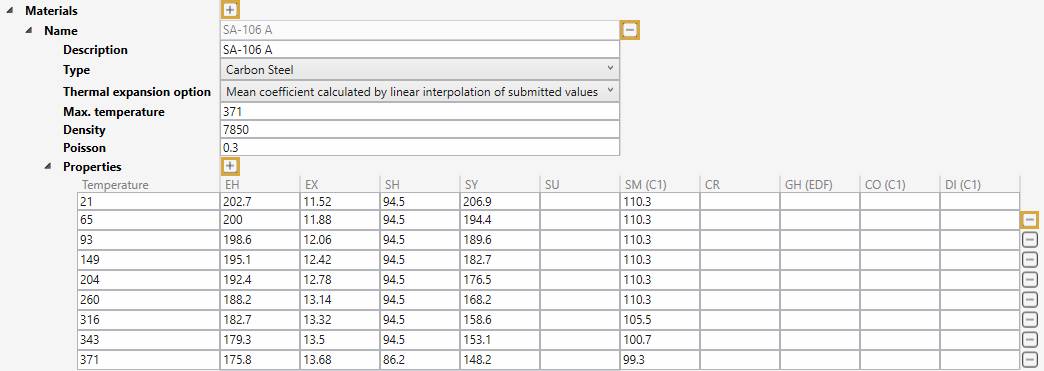 Materials
Name SA-106 A
Description SA-106 A
Type Carbon Steel
Thermal expansion option Mean coefficient calculated by linear interpolation of submitted values
Max. temperature 371
Density 7850
Poisson 0.3
Properties
Temperature EH EX SH SY SU SM (C1) CR GH (EDF) CO (C1) DI (C1)
21 202.7 11.52 94.5 206.9 110.3
65 200 11.88 94.5 194.4 110.3
93 198.6 12.06 94.5 189.6 110.3
149 195.1 12.42 94.5 182.7 110.3
204 192.4 12.78 94.5 176.5 110.3
260 188.2 13.14 94.5 168.2 110.3
316 182.7 13.32 94.5 158.6 105.5
343 179.3 13.5 94.5 153.1 100.7
371 175.8 13.68 86.2 148.2 99.3